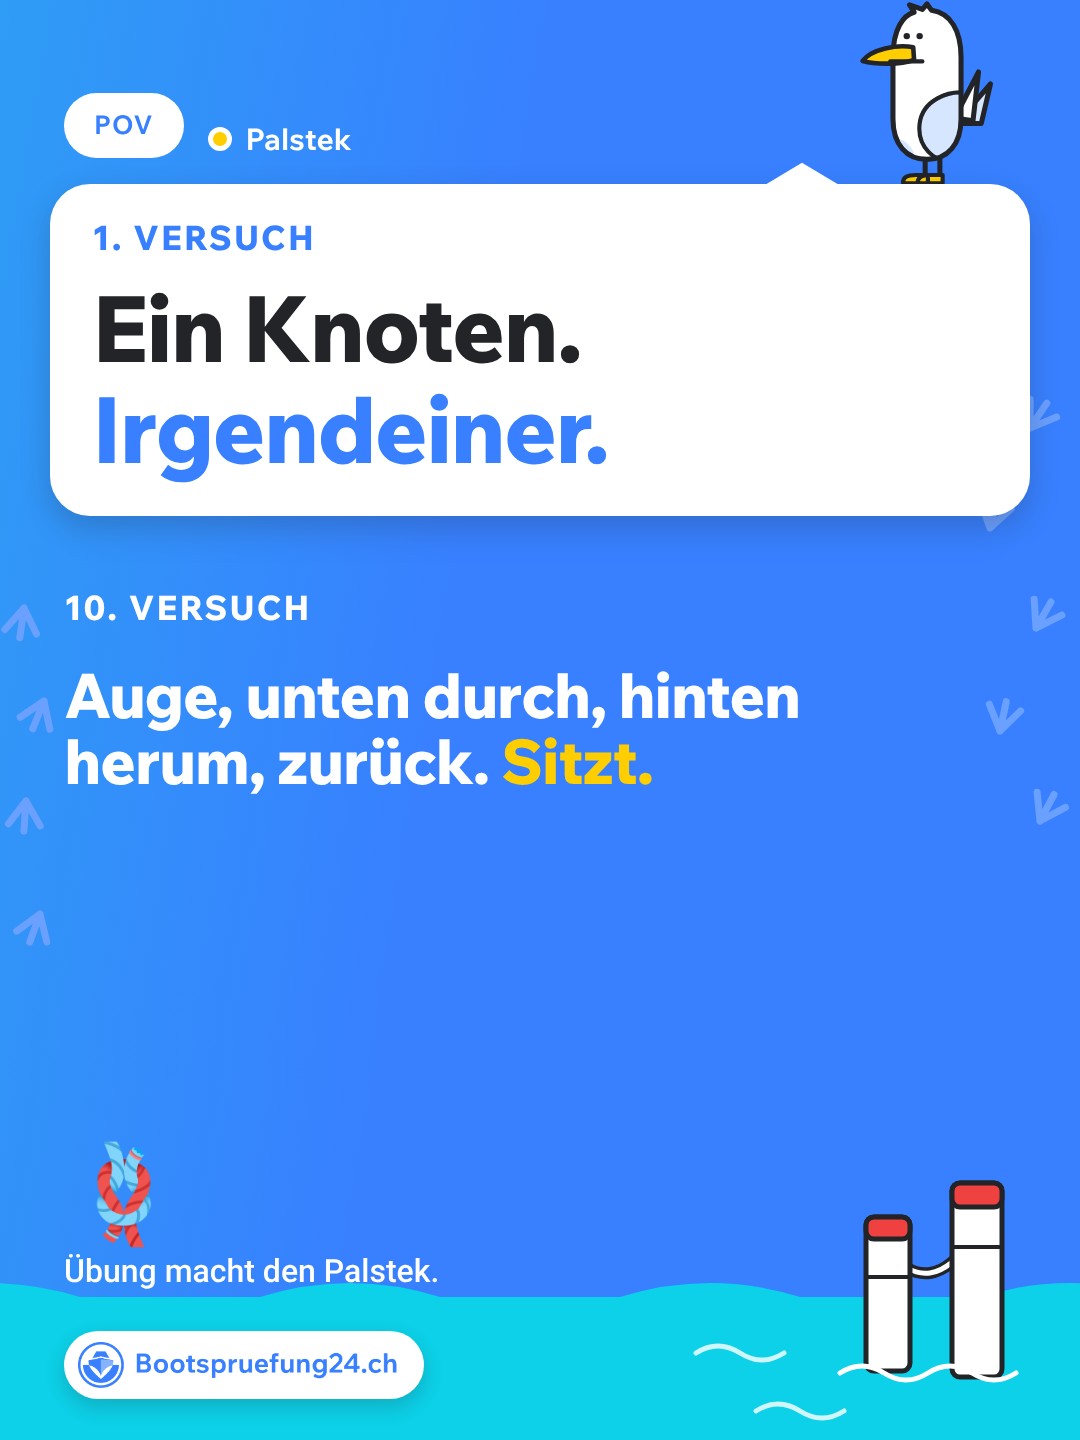 POV
Palstek
1. VERSUCH
Ein Knoten.
Irgendeiner.
10. VERSUCH
Auge, unten durch, hinten
herum, zurück. Sitzt.
Übung macht den Palstek.
Bootspruefung24.ch